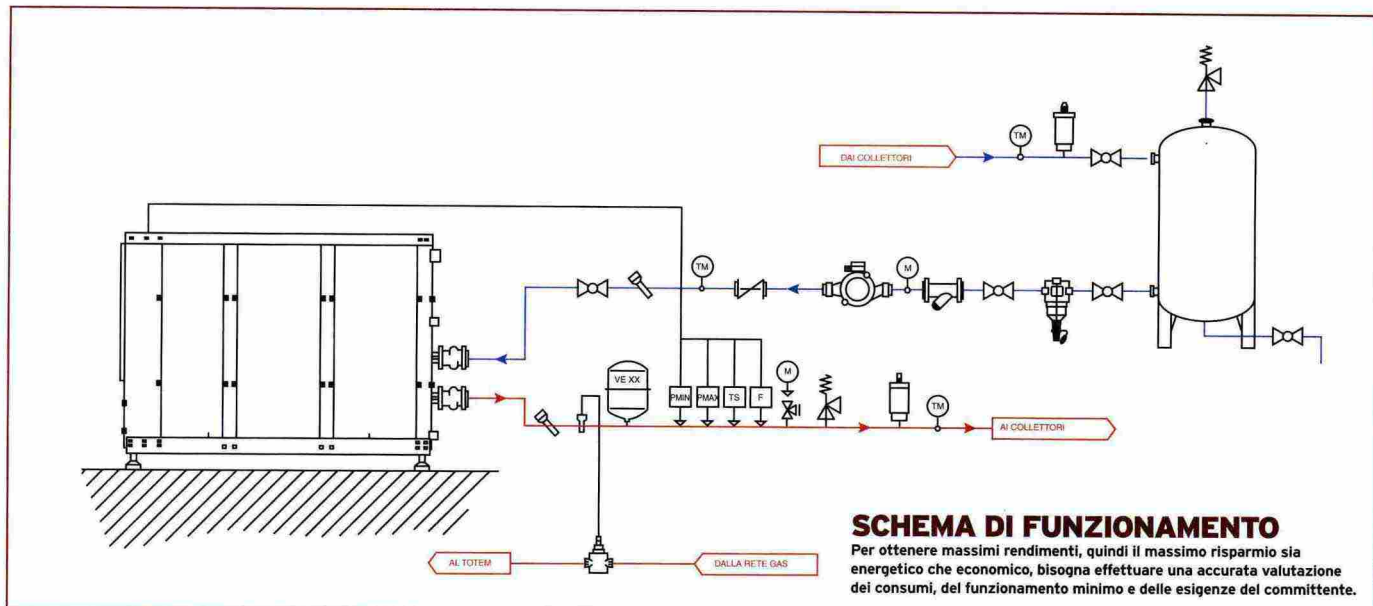 TM
DAI COLLETTORI
TM
M
VE XX
PMIN
PMAX
TS
F
M
TM
AI COLLETTORI
AL TOTEM
DALLA RETE GAS
SCHEMA DI FUNZIONAMENTO
Per ottenere massimi rendimenti, quindi il massimo risparmio sia
energetico che economico, bisogna effettuare una accurata valutazione
dei consumi, del funzionamento minimo e delle esigenze del committente.